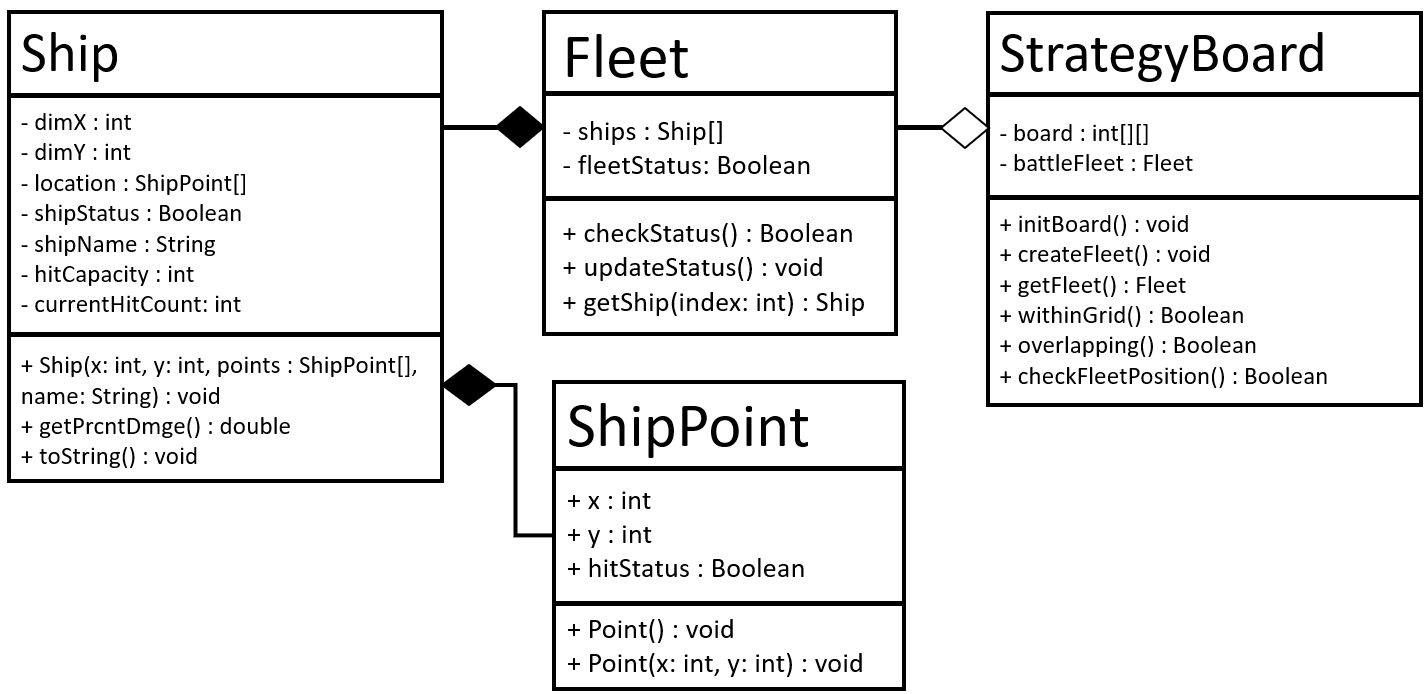 Ship
- dimX : int
- dimY : int
- location : ShipPoint[]
- shipStatus : Boolean
- shipName : String
- hitCapacity : int
- currentHitCount: int
+ Ship(x: int, y: int, points : ShipPoint[],
name: String) : void
+ getPrcntDmge() : double
+ toString() : void
Fleet
- ships : Ship[]
- fleetStatus: Boolean
+ checkStatus() : Boolean
+ updateStatus() : void
+ getShip(index: int) : Ship
StrategyBoard
- board : int[][]
- battleFleet : Fleet
+ initBoard() : void
+ createFleet() : void
+ getFleet() : Fleet
+ withinGrid() : Boolean
+ overlapping() : Boolean
+ checkFleetPosition() : Boolean
ShipPoint
+ x : int
+ y : int
+ hitStatus : Boolean
+ Point() : void
+ Point(x: int, y: int) : void